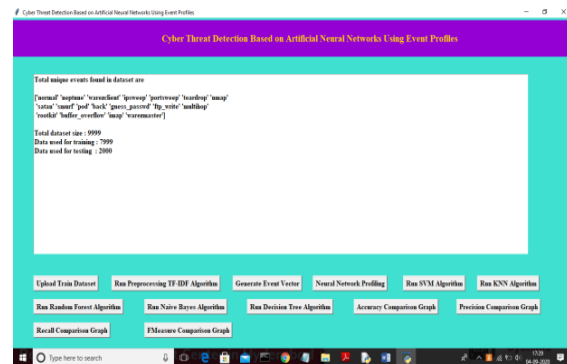 Cyber Threat Detection Based on Artificial Neural Networks Using Event Profiles
Cyber Threat Detection Based on Artificial Neural Networks Using Event Profiles
Total unique events found in dataset are
['normal' 'neptune' 'warezclient' 'ipsweep' 'portsweep' 'teardrop' 'nmap'
'satan' 'smurf' 'pod' 'back' 'guess_passwd' 'ftp_write' 'multihop'
'rootkit' 'buffer_overflow' 'imap' 'warezmaster']
Total dataset size : 9999
Data used for training : 7999
Data used for testing : 2000
Upload Train Dataset Run Preprocessing TF-IDF Algorithm Generate Event Vector Neural Network Profiling Run SVM Algorithm Run KNN Algorithm
Run Random Forest Algorithm Run Naive Bayes Algorithm Run Decision Tree Algorithm Accuracy Comparison Graph Precision Comparison Graph
Recall Comparison Graph FMeasure Comparison Graph
Type here to search
17:29
04-09-2021